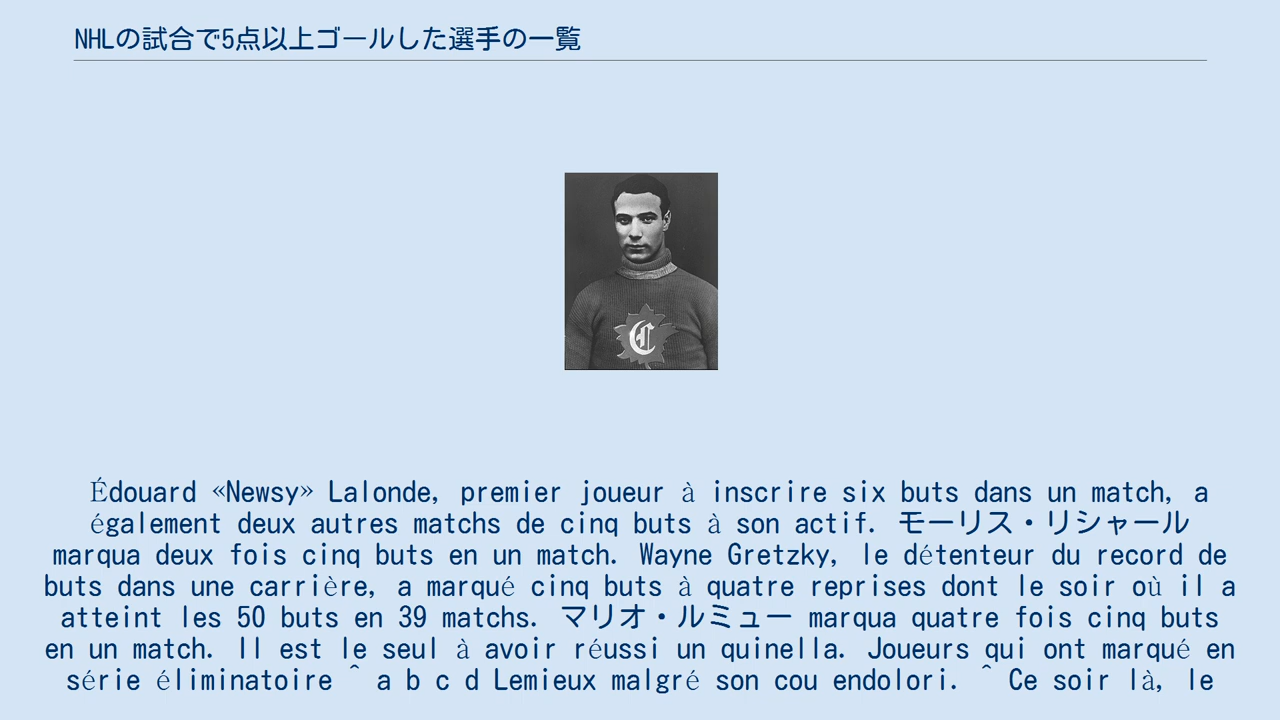 NHLの試合で5点以上ゴールした選手の一覧
C
Édouard «Newsy» Lalonde, premier joueur à inscrire six buts dans un match, a
également deux autres matchs de cinq buts à son actif. モーリス・リシャール
marqua deux fois cinq buts en un match. Wayne Gretzky, le détenteur du record de
buts dans une carrière, a marqué cinq buts à quatre reprises dont le soir où il a
atteint les 50 buts en 39 matchs. マリオ・ルミュー marqua quatre fois cinq buts
en un match. Il est le seul à avoir réussi un quinella. Joueurs qui ont marqué en
série éliminatoire ^ a b c d Lemieux malgré son cou endolori. ^ Ce soir là, le